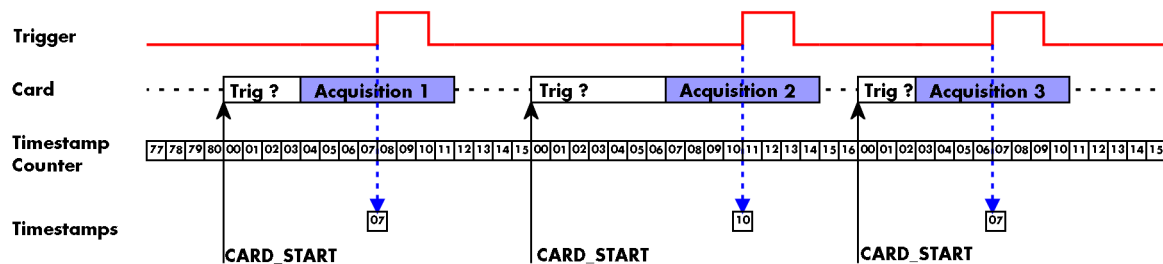 Trigger
Card
Trig ?
Acquisition 1
Trig ?
Acquisition 2
Trig ?
Acquisition 3
Timestamp
Counter
77 78 79 80 00 01 02 03 04 05 06 07 08 09 10 11 12 13 14 15 00 01 02 03 04 05 06 07 08 09 10 11 12 13 14 15 16 00 01 02 03 04 05 06 07 08 09 10 11 12 13 14 15
Timestamps
07
10
07
CARD_START
CARD_START
CARD_START